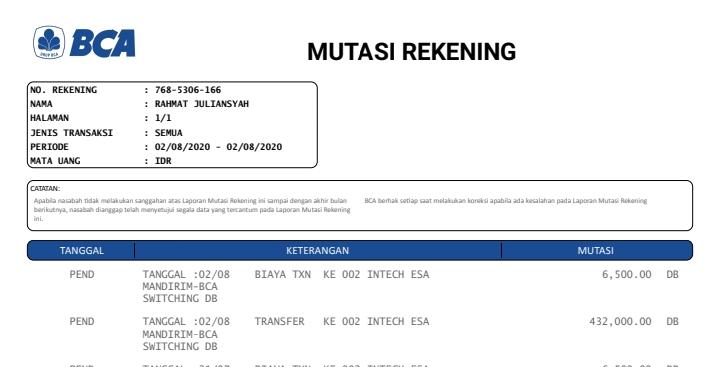 BCA
MUTASI REKENING
NO. REKENING : 768-5306-166
NAMA : RAHMAT JULIANSYAH
HALAMAN : 1/1
JENIS TRANSAKSI : SEMUA
PERIODE : 02/08/2020 - 02/08/2020
MATA UANG : IDR
CATATAN:
Apabila nasabah tidak melakukan sanggahan atas Laporan Mutasi Rekening ini sampai dengan akhir bulan
berikutnya, nasabah dianggap telah menyetujui segala data yang tercantum pada Laporan Mutasi Rekening
ini.
BCA berhak setiap saat melakukan koreksi apabila ada kesalahan pada Laporan Mutasi Rekening
TANGGAL KETERANGAN MUTASI
PEND TANGGAL :02/08 BIAYA TXN KE 002 INTECH ESA 6,500.00 DB
MANDIRIM-BCA
SWITCHING DB
PEND TANGGAL :02/08 TRANSFER KE 002 INTECH ESA 432,000.00 DB
MANDIRIM-BCA
SWITCHING DB